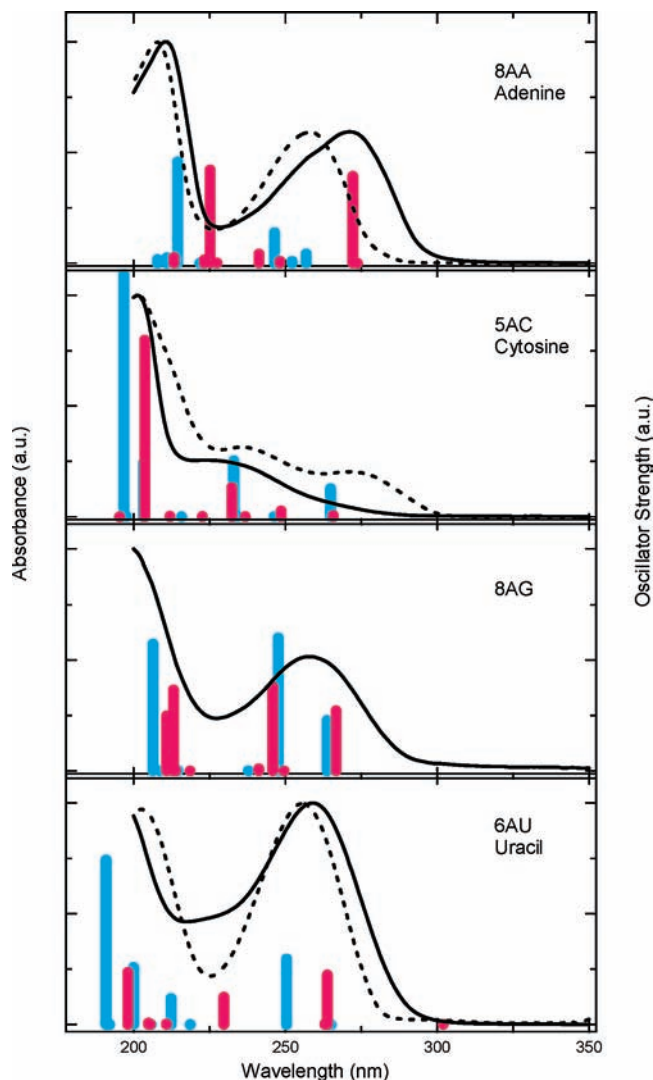 8AA
Adenine
5AC
Cytosine
Absorbance (a.u.)
Oscillator Strength (a.u.)
8AG
6AU
Uracil
200
250
300
350
Wavelength (nm)